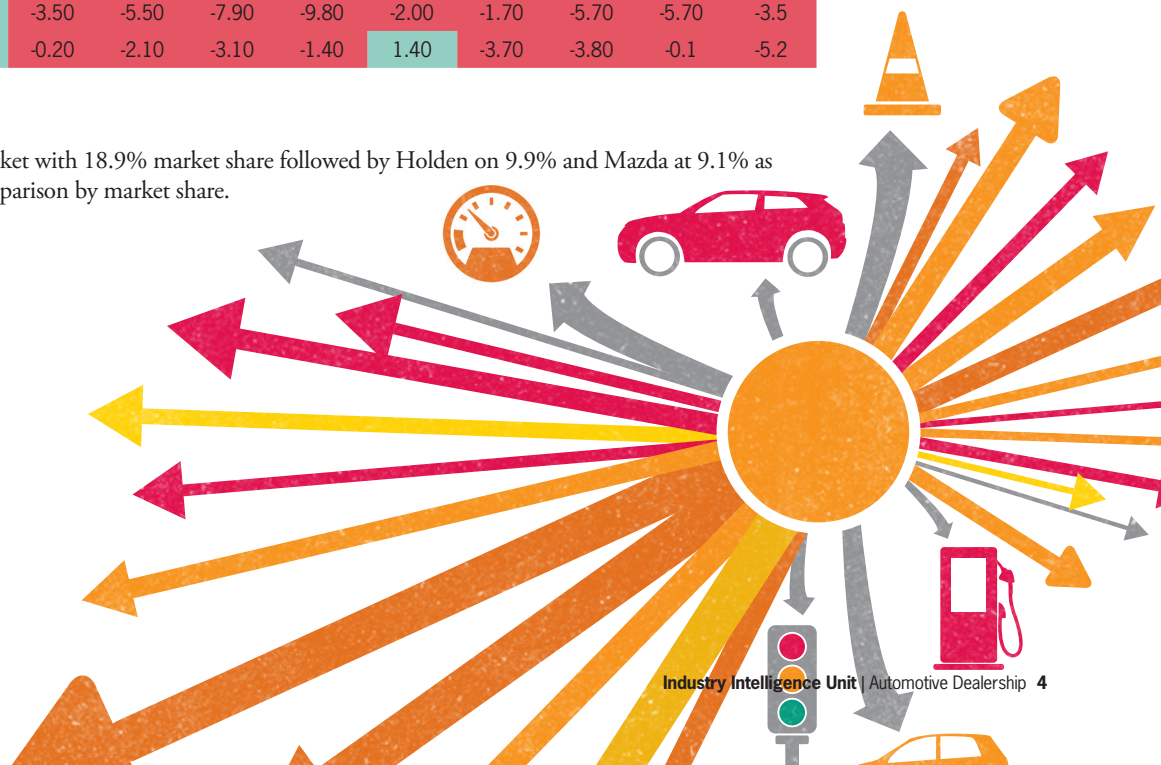 -3.50 -5.50 -7.90 -9.80 -2.00 -1.70 -5.70 -5.70 -3.5
-0.20 -2.10 -3.10 -1.40 1.40 -3.70 -3.80 -0.1 -5.2
ket with 18.9% market share followed by Holden on 9.9% and Mazda at 9.1% as
parison by market share.
Industry Intelligence Unit | Automotive Dealership 4